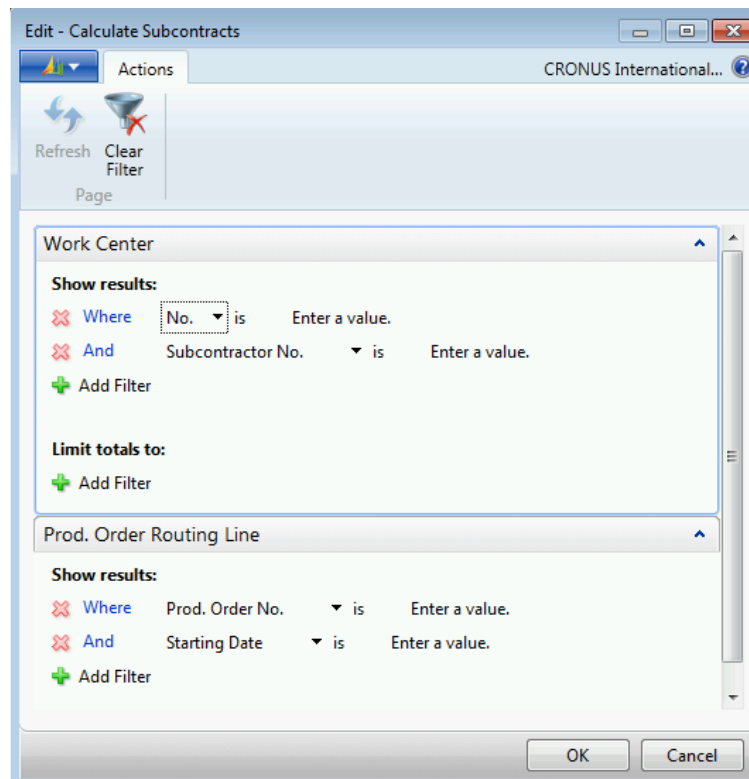 Edit - Calculate Subcontracts
Actions
CRONUS International...
Refresh
Clear Filter
Page
Work Center
Show results:
Where No. is Enter a value.
And Subcontractor No. is Enter a value.
Add Filter
Limit totals to:
Add Filter
Prod. Order Routing Line
Show results:
Where Prod. Order No. is Enter a value.
And Starting Date is Enter a value.
Add Filter
OK
Cancel